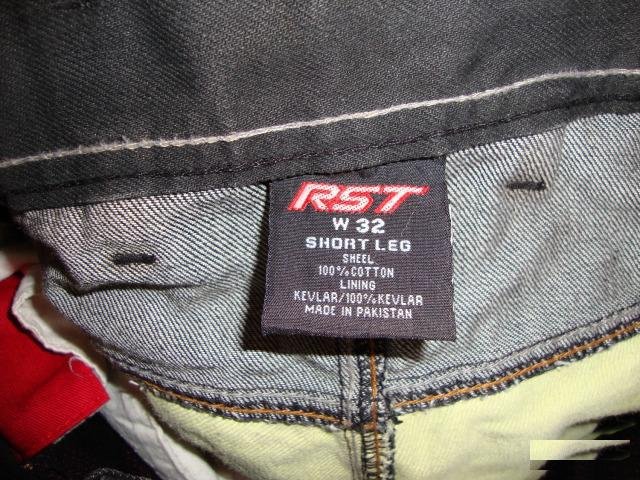 RST
W 32
SHORT LEG
SHEEL
100%COTTON
LINING
KEVLAR/100%KEVLAR
MADE IN PAKISTAN